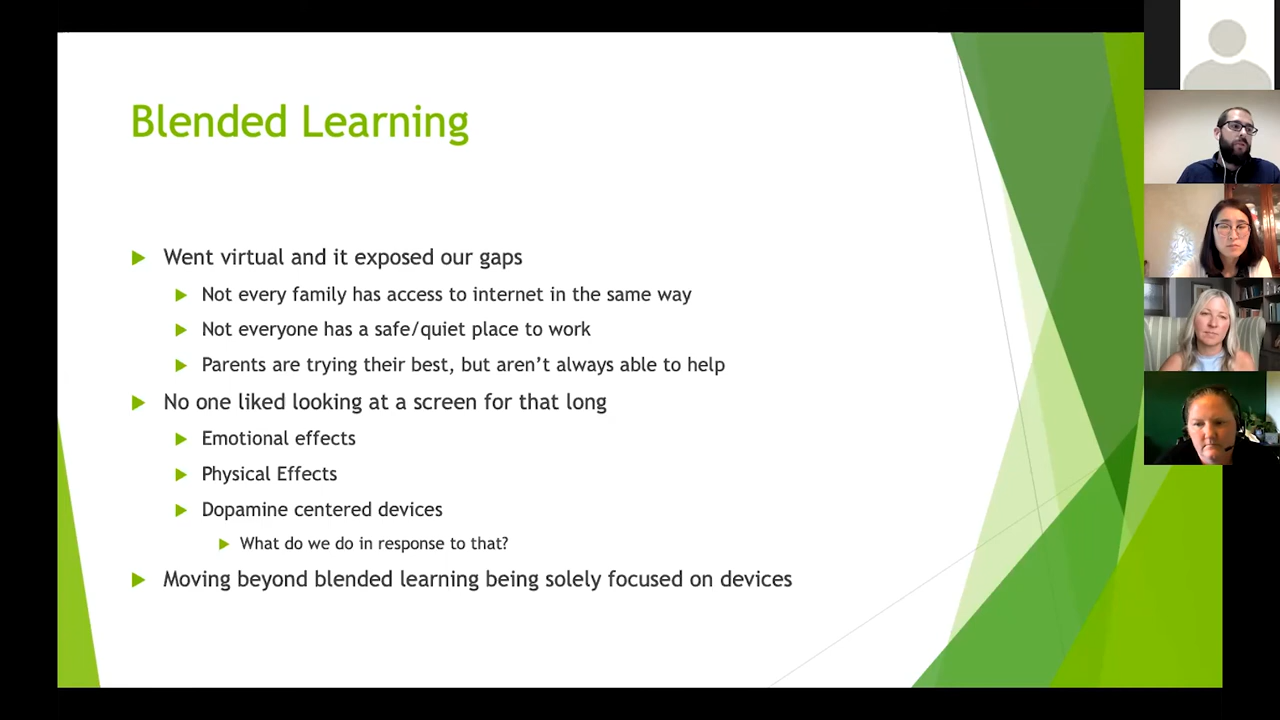 Blended Learning
Went virtual and it exposed our gaps
Not every family has access to internet in the same way
Not everyone has a safe/quiet place to work
Parents are trying their best, but aren’t always able to help
No one liked looking at a screen for that long
Emotional effects
Physical Effects
Dopamine centered devices
What do we do in response to that?
Moving beyond blended learning being solely focused on devices